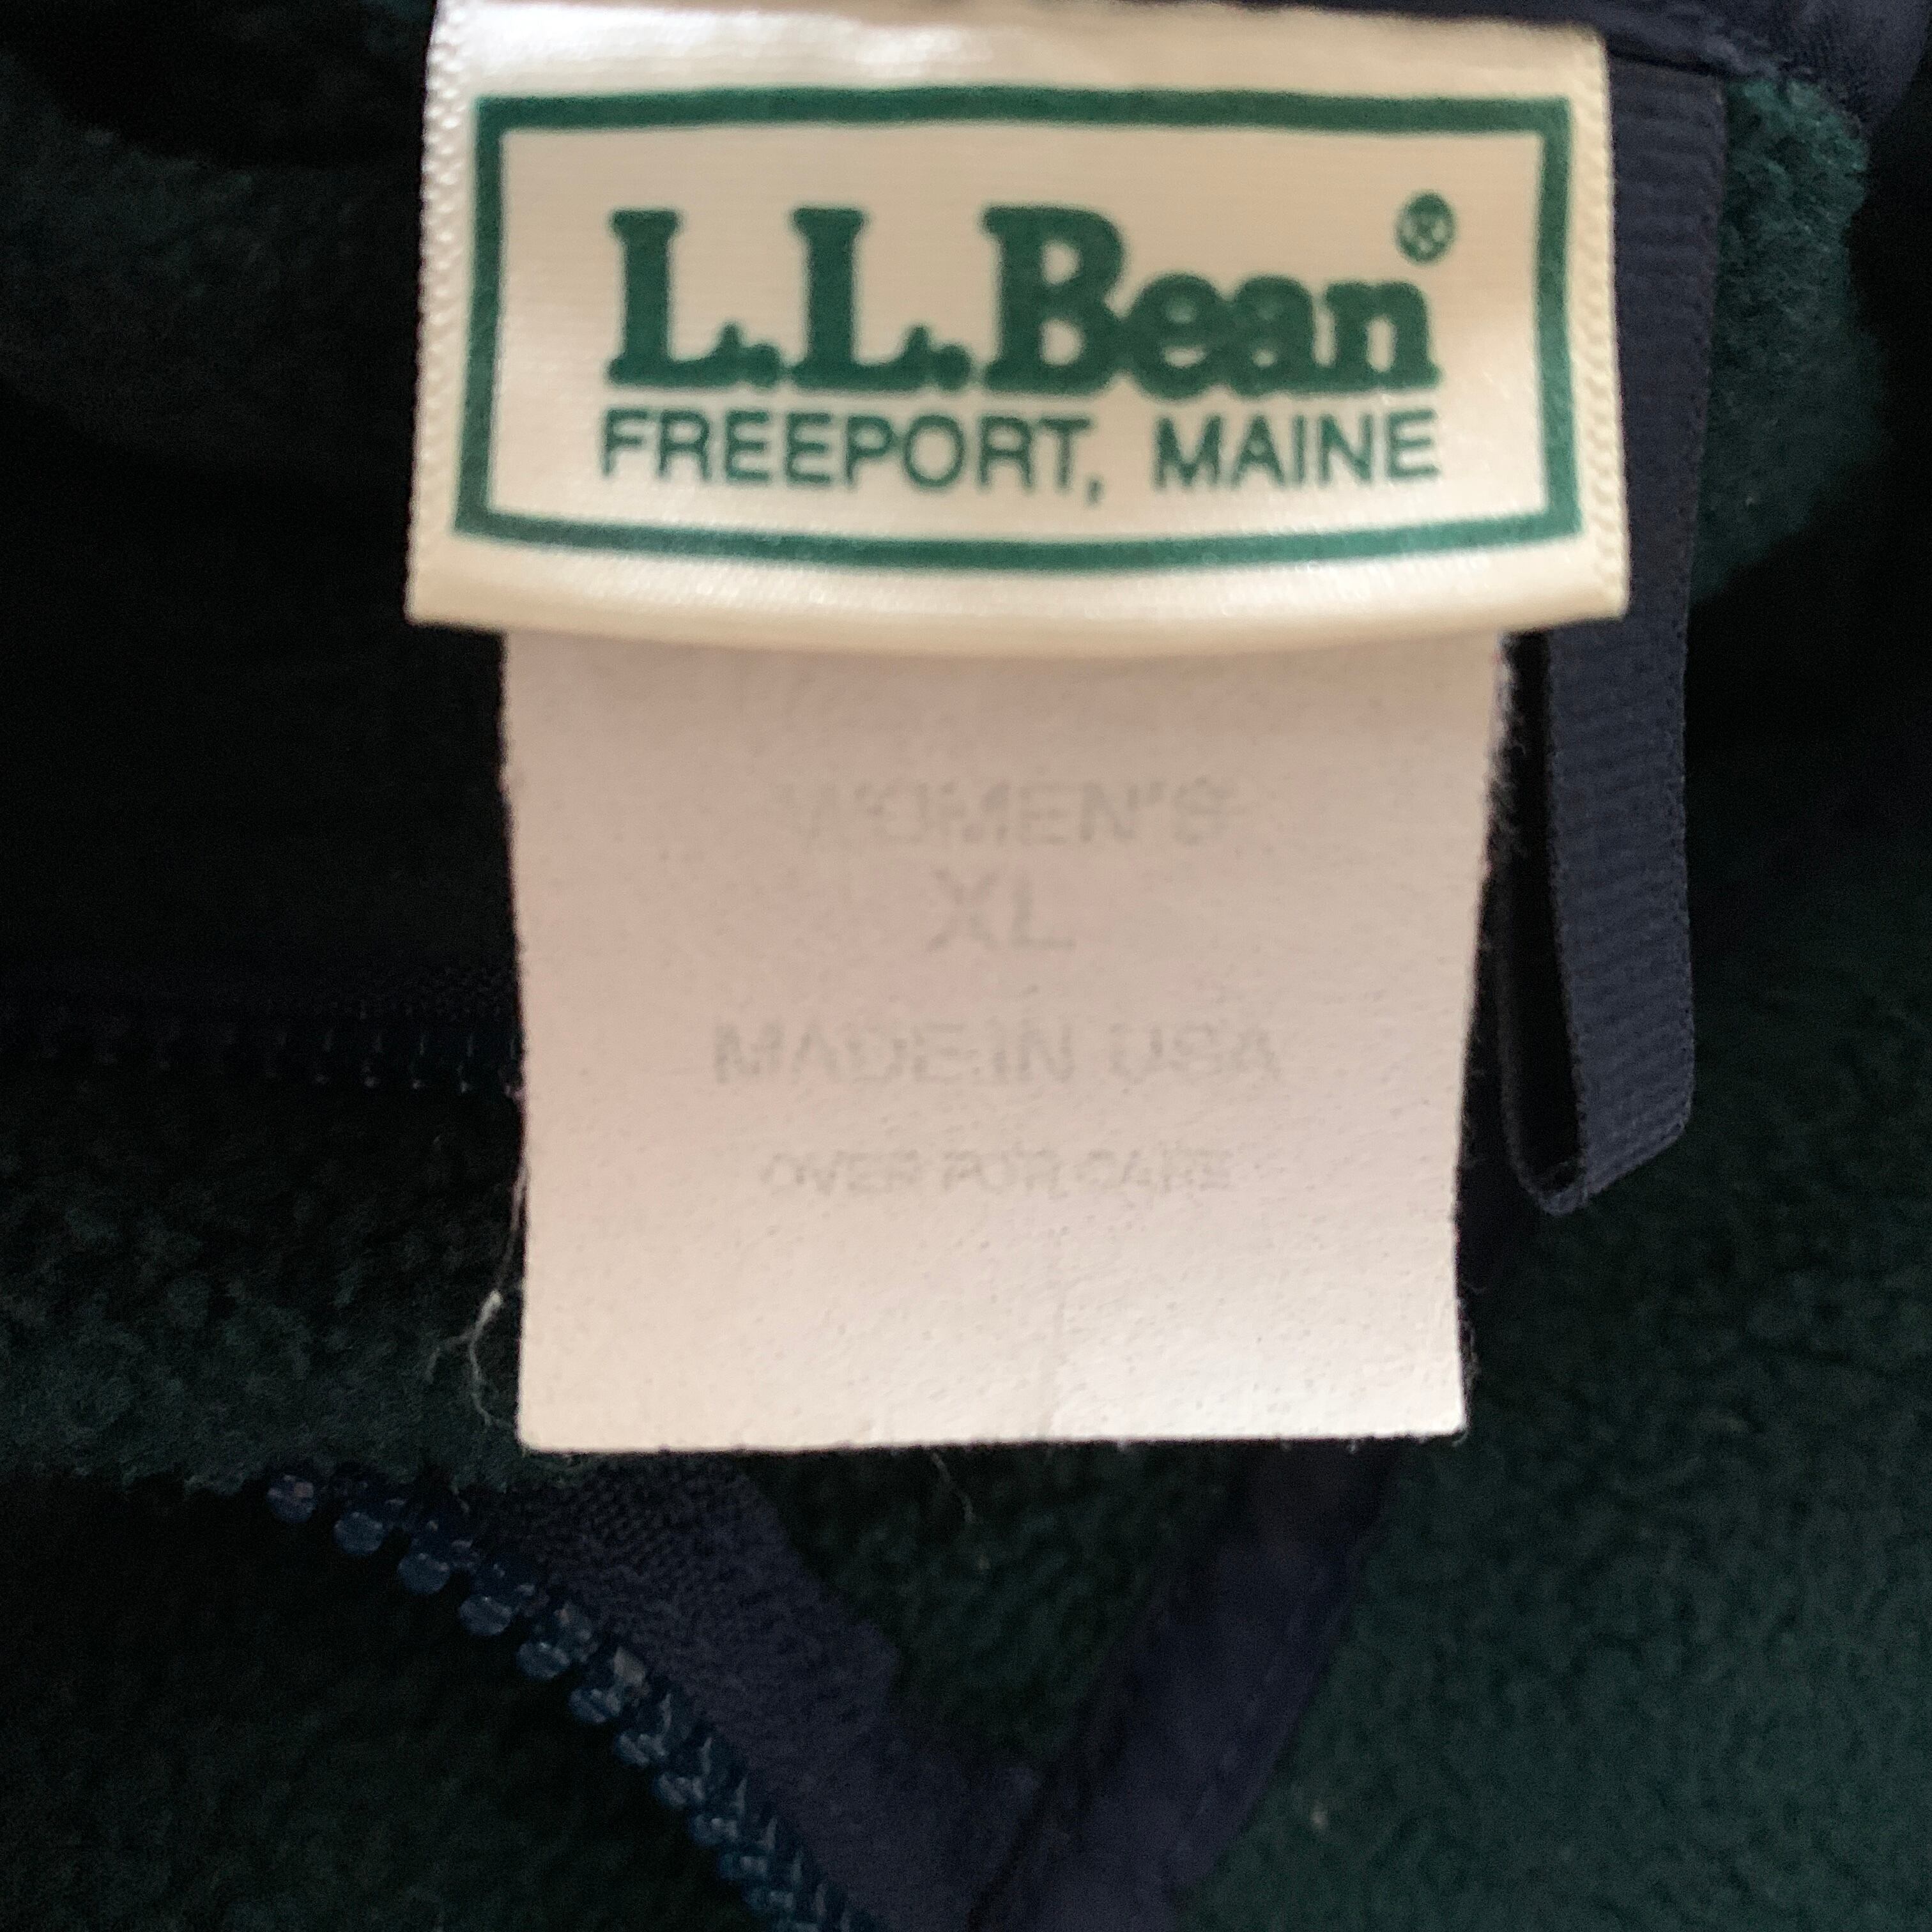 L.L.Bean®
FREEPORT, MAINE
WOMEN'S
XL
MADE IN USA
OVER FOR CARE